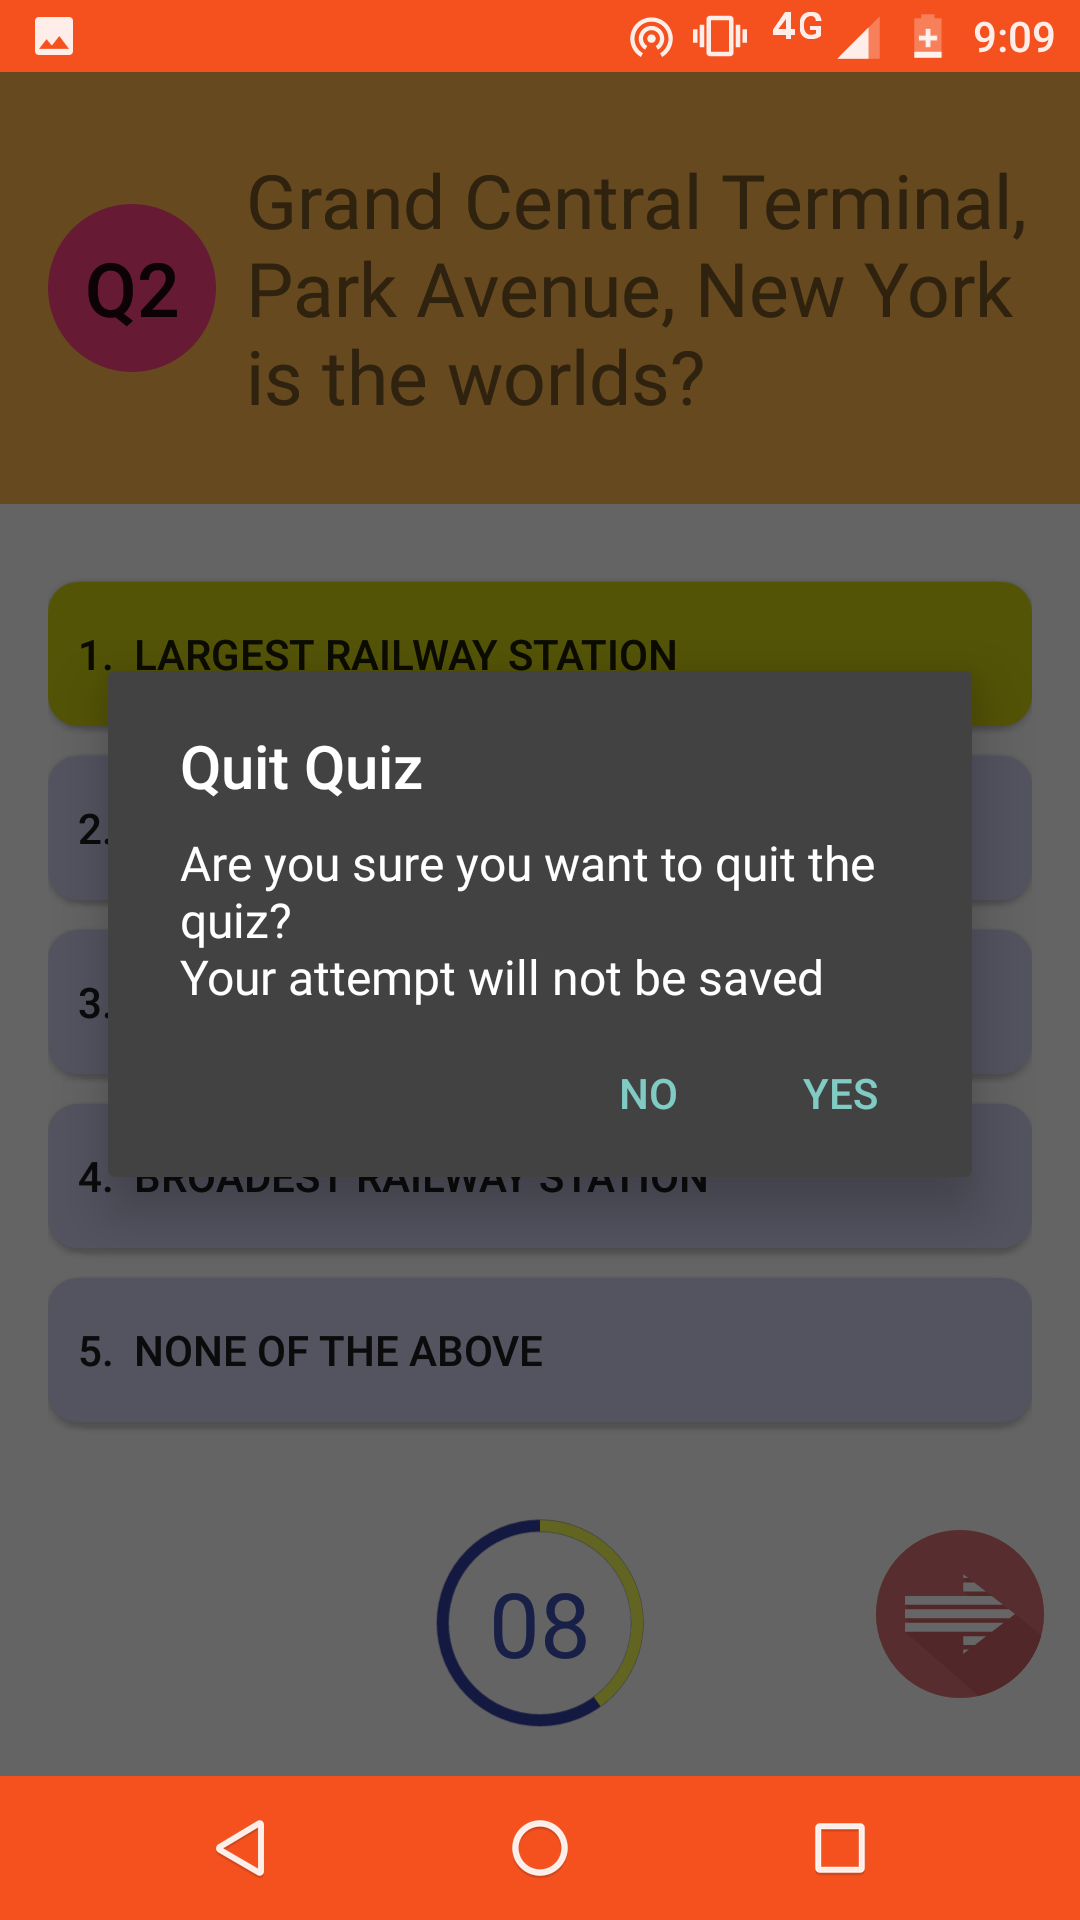 4G 9:09
Grand Central Terminal,
Q2
Park Avenue, New York
is the worlds?
1. LARGEST RAILWAY STATION
Quit Quiz
2.
Are you sure you want to quit the
quiz?
Your attempt will not be saved
3.
NO YES
4. BROADEST RAILWAY STATION
5. NONE OF THE ABOVE
08